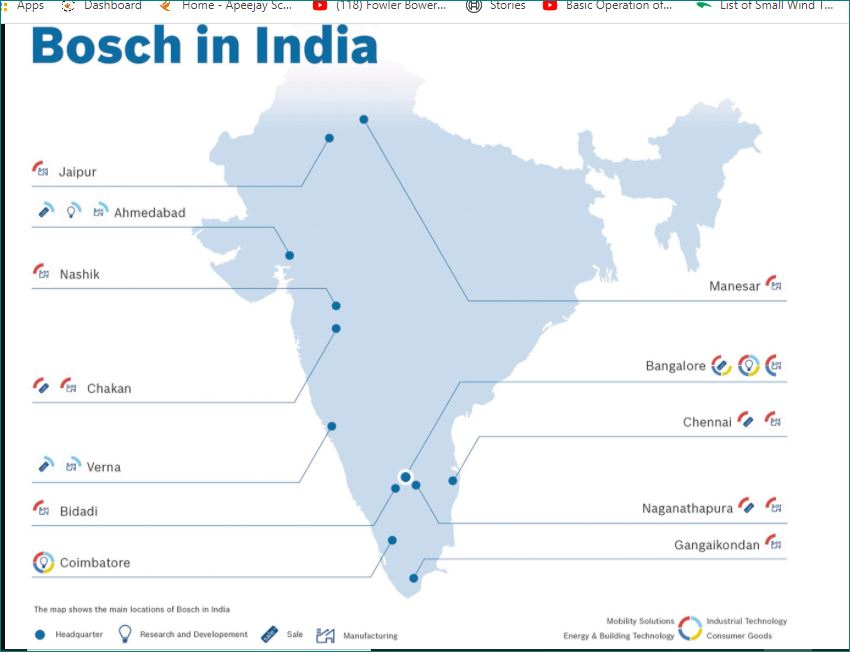 Apps Dashboard Home - Apeejay Sc... (118) Fowler Bower... Stories Basic Operation of... List of Small Wind T...
Bosch in India
Jaipur
Ahmedabad
Nashik
Manesar
Bangalore
Chakan
Chennai
Verna
Bidadi
Naganathapura
Gangaikondan
Coimbatore
The map shows the main locations of Bosch in India
Headquarter Research and Developement Sale Manufacturing
Mobility Solutions Industrial Technology
Energy & Building Technology Consumer Goods